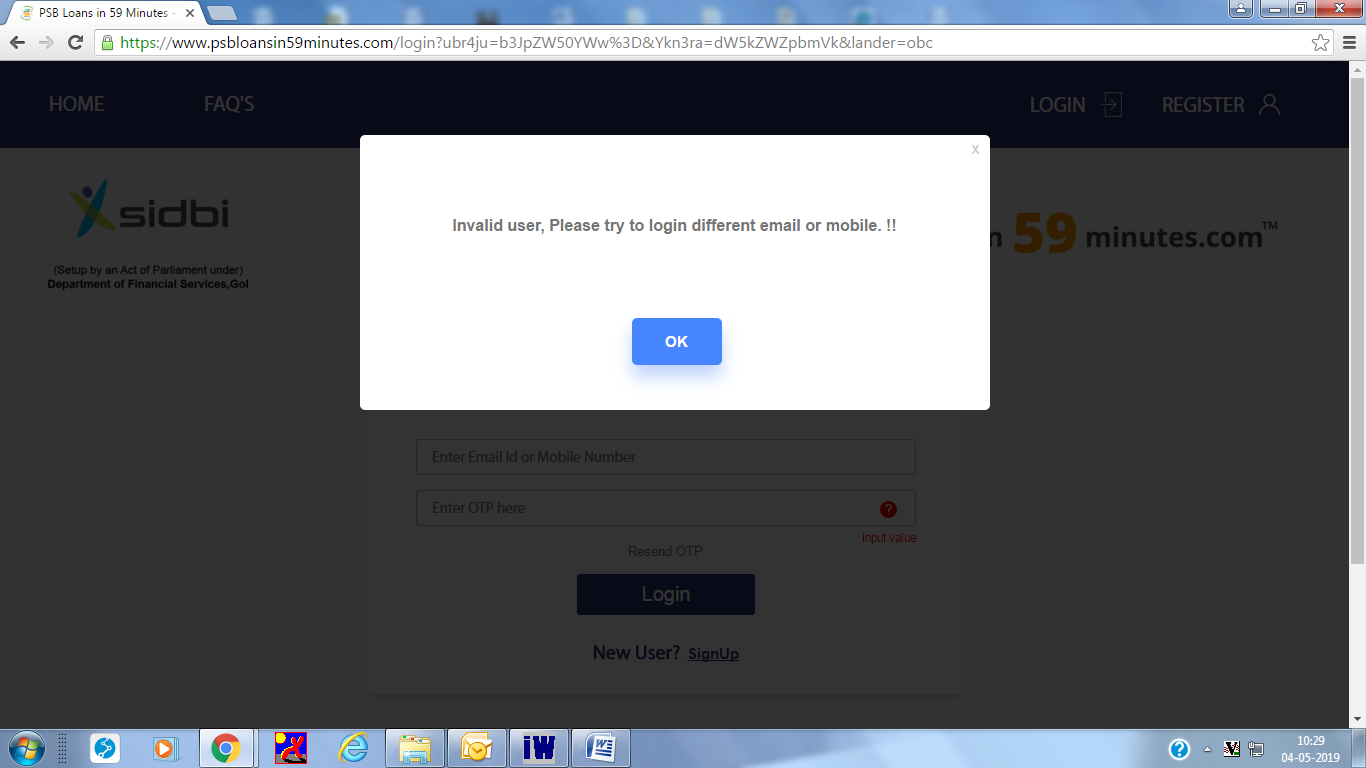 PSB Loans in 59 Minutes -
https://www.psbloansin59minutes.com/login?ubr4ju=b3JpZW50YWw%3D&Ykn3ra=dW5kZWZpbmVk&lander=obc
HOME FAQ'S LOGIN REGISTER
x
sidbi
Invalid user, Please try to login different email or mobile. !!
n 59 minutes.com™
(Setup by an Act of Parliament under)
Department of Financial Services,GoI
OK
Enter Email Id or Mobile Number
Enter OTP here ?
Input value
Resend OTP
Login
New User? SignUp
iW
10:29
04-05-2019